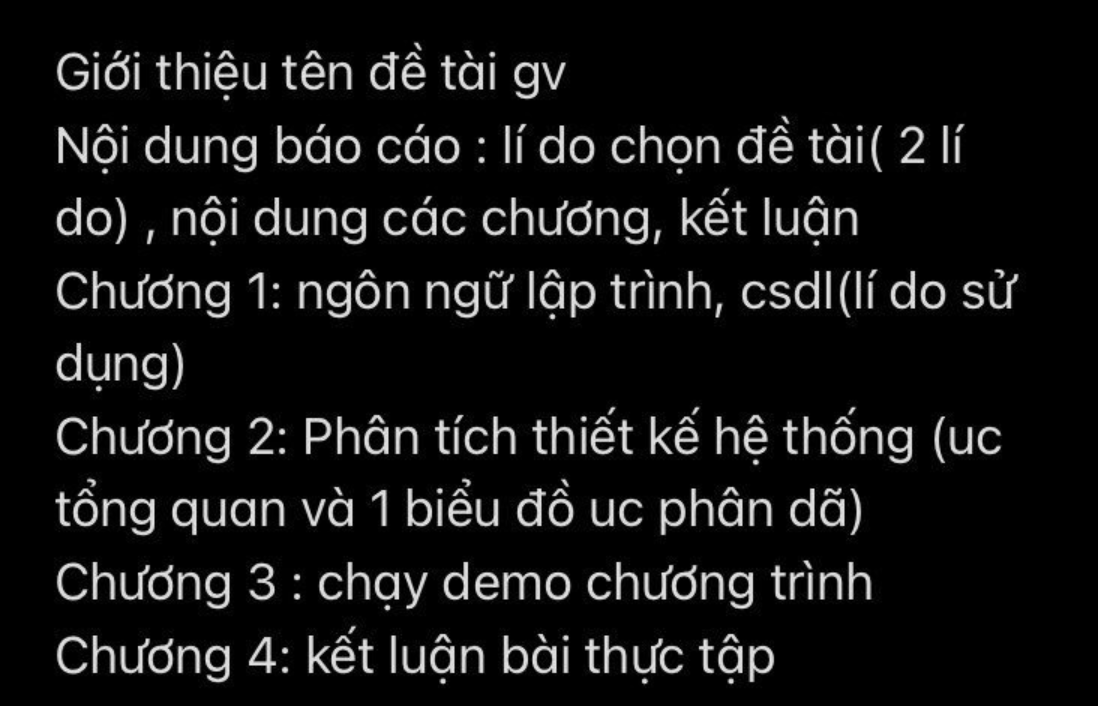 Giới thiệu tên đề tài gv
Nội dung báo cáo : lí do chọn đề tài( 2 lí
do) , nội dung các chương, kết luận
Chương 1: ngôn ngữ lập trình, csdl(lí do sử
dụng)
Chương 2: Phân tích thiết kế hệ thống (uc
tổng quan và 1 biểu đồ uc phân dã)
Chương 3 : chạy demo chương trình
Chương 4: kết luận bài thực tập